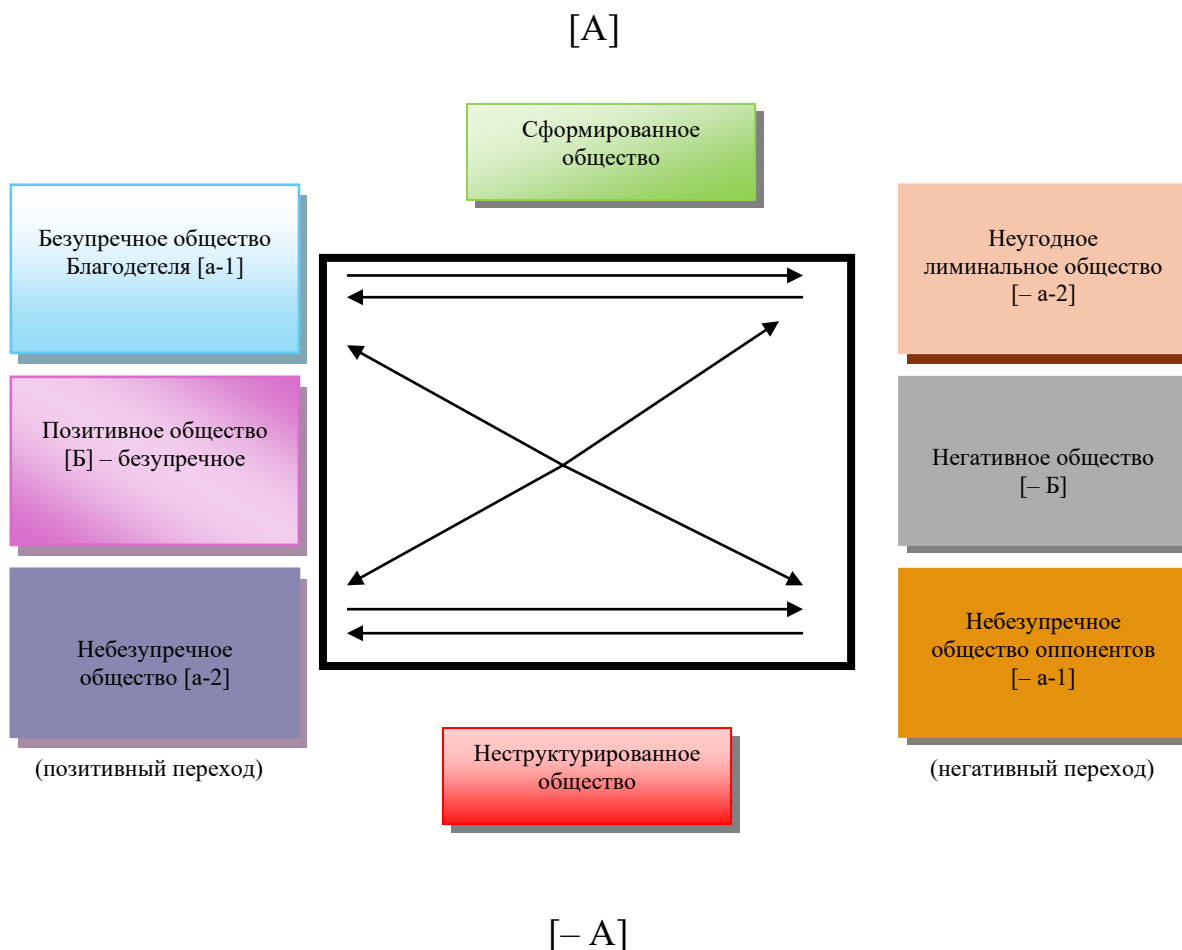 [А]
Сформированное
общество
Безупречное общество
Благодетеля [а-1]
Неугодное
лиминальное общество
[– а-2]
Позитивное общество
[Б] – безупречное
Негативное общество
[– Б]
Небезупречное
общество [а-2]
Небезупречное
общество оппонентов
[– а-1]
(позитивный переход)
(негативный переход)
Неструктурированное
общество
[– А]